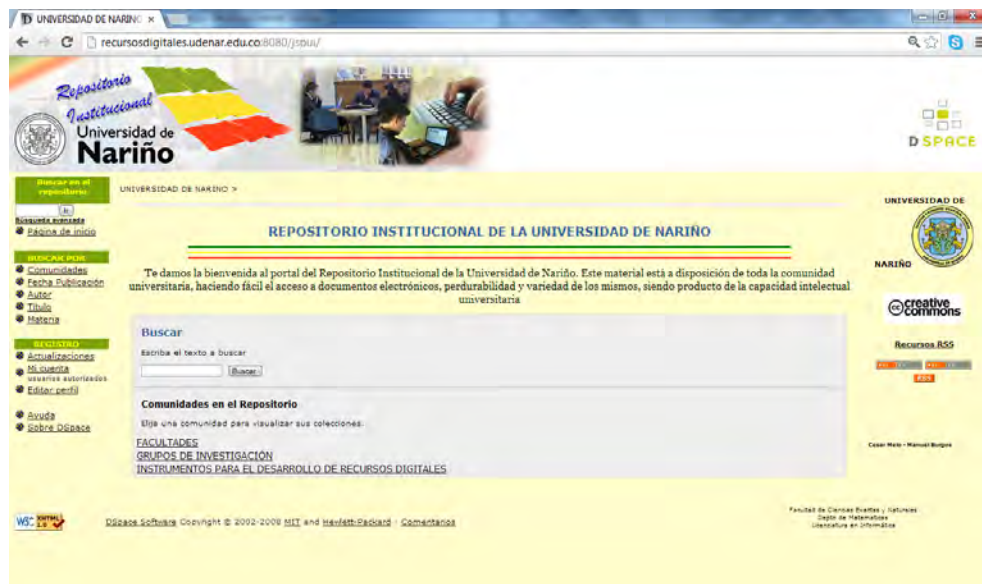 UNIVERSIDAD DE NARIÑO
recursosdigitales.udenar.edu.co:8080/jspui/
Repositorio
Institucional
Universidad de
Nariño
DSPACE
Buscar en el
repositorio
Ir
Búsqueda avanzada
Página de inicio
BUSCAR POR
Comunidades
Fecha Publicación
Autor
Título
Materia
REGISTRO
Actualizaciones
Mi cuenta
usuarios autorizados
Editar perfil
Ayuda
Sobre DSpace
UNIVERSIDAD DE NARINO >
REPOSITORIO INSTITUCIONAL DE LA UNIVERSIDAD DE NARIÑO
Te damos la bienvenida al portal del Repositorio Institucional de la Universidad de Nariño. Este material está a disposición de toda la comunidad
universitaria, haciendo fácil el acceso a documentos electrónicos, perdurabilidad y variedad de los mismos, siendo producto de la capacidad intelectual
universitaria
Buscar
Escriba el texto a buscar
Buscar
Comunidades en el Repositorio
Elija una comunidad para visualizar sus colecciones.
FACULTADES
GRUPOS DE INVESTIGACIÓN
INSTRUMENTOS PARA EL DESARROLLO DE RECURSOS DIGITALES
UNIVERSIDAD DE
NARIÑO
cc creative
commons
Recursos RSS
RSS
Cesar Melo - Manuel Burgos
W3C XHTML 1.0
DSpace Software Copyright © 2002-2008 MIT and Hewlett-Packard - Comentarios
Facultad de Ciencias Exactas y Naturales
Depto de Matemáticas
Licenciatura en Informática